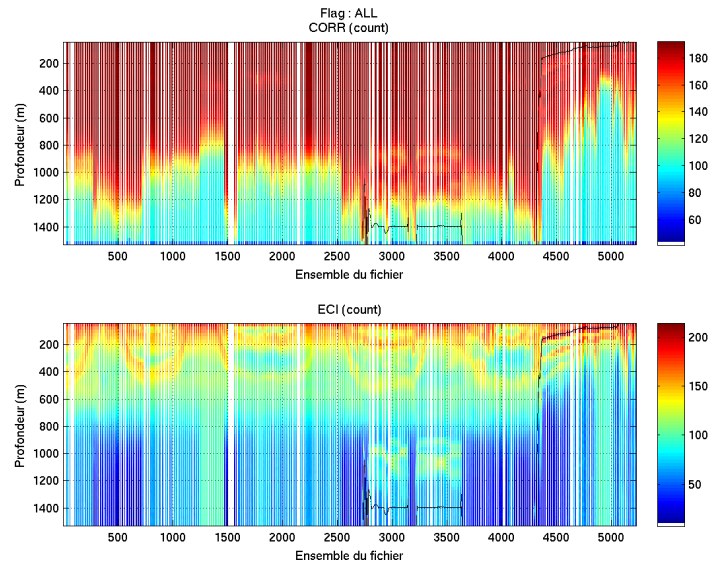 Flag : ALL
CORR (count)
200
400
600
800
1000
1200
1400
Profondeur (m)
500 1000 1500 2000 2500 3000 3500 4000 4500 5000
Ensemble du fichier
180
160
140
120
100
80
60
ECI (count)
200
400
600
800
1000
1200
1400
Profondeur (m)
500 1000 1500 2000 2500 3000 3500 4000 4500 5000
Ensemble du fichier
200
150
100
50